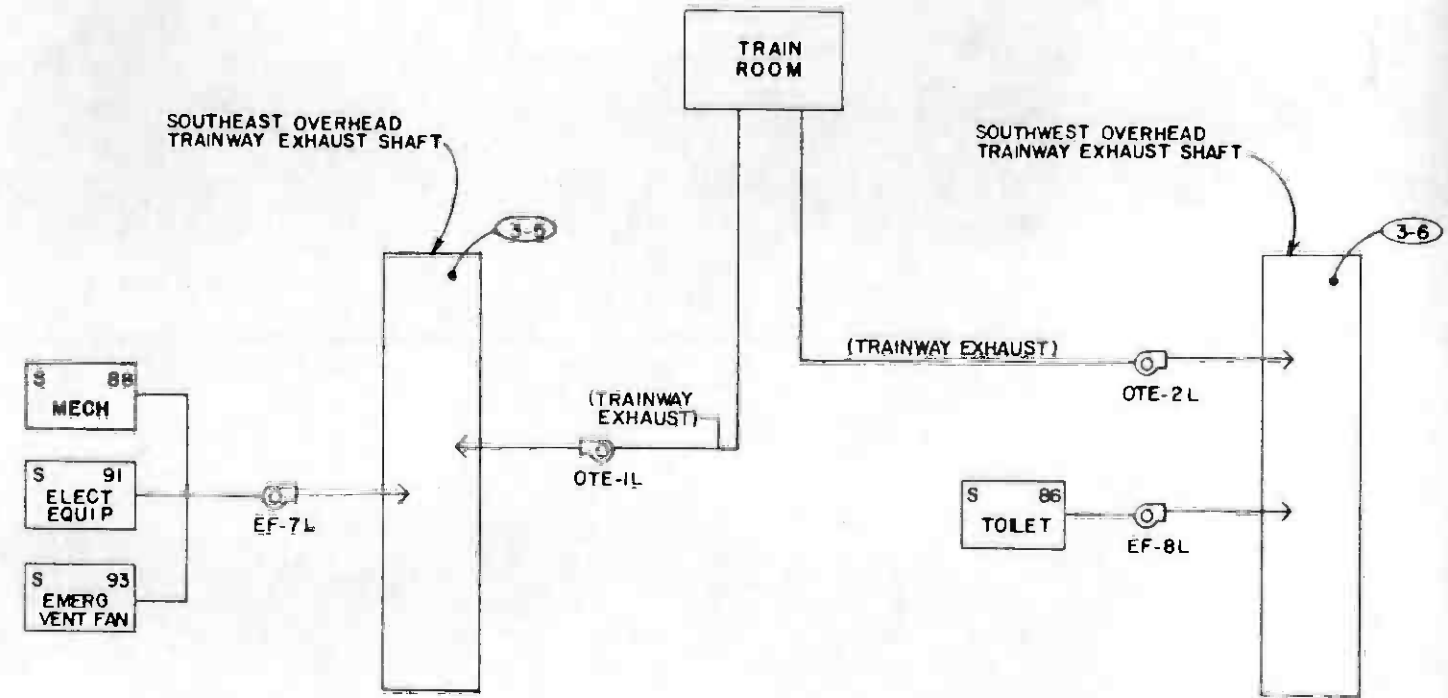 TRAIN
ROOM
SOUTHEAST OVERHEAD
TRAINWAY EXHAUST SHAFT
SOUTHWEST OVERHEAD
TRAINWAY EXHAUST SHAFT
3-5
3-6
(TRAINWAY EXHAUST)
OTE-2L
S 88
MECH
(TRAINWAY
EXHAUST)
OTE-1L
S 91
ELECT
EQUIP
EF-7L
S 86
TOILET
EF-8L
S 93
EMERG
VENT FAN